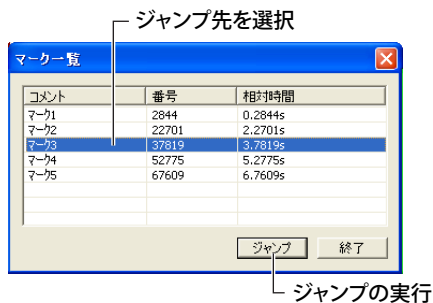 ジャンプ先を選択
マーク一覧
コメント 番号 相対時間
マーク1 2844 0.2844s
マーク2 22701 2.2701s
マーク3 37819 3.7819s
マーク4 52775 5.2775s
マーク5 67609 6.7609s
ジャンプ 終了
ジャンプの実行